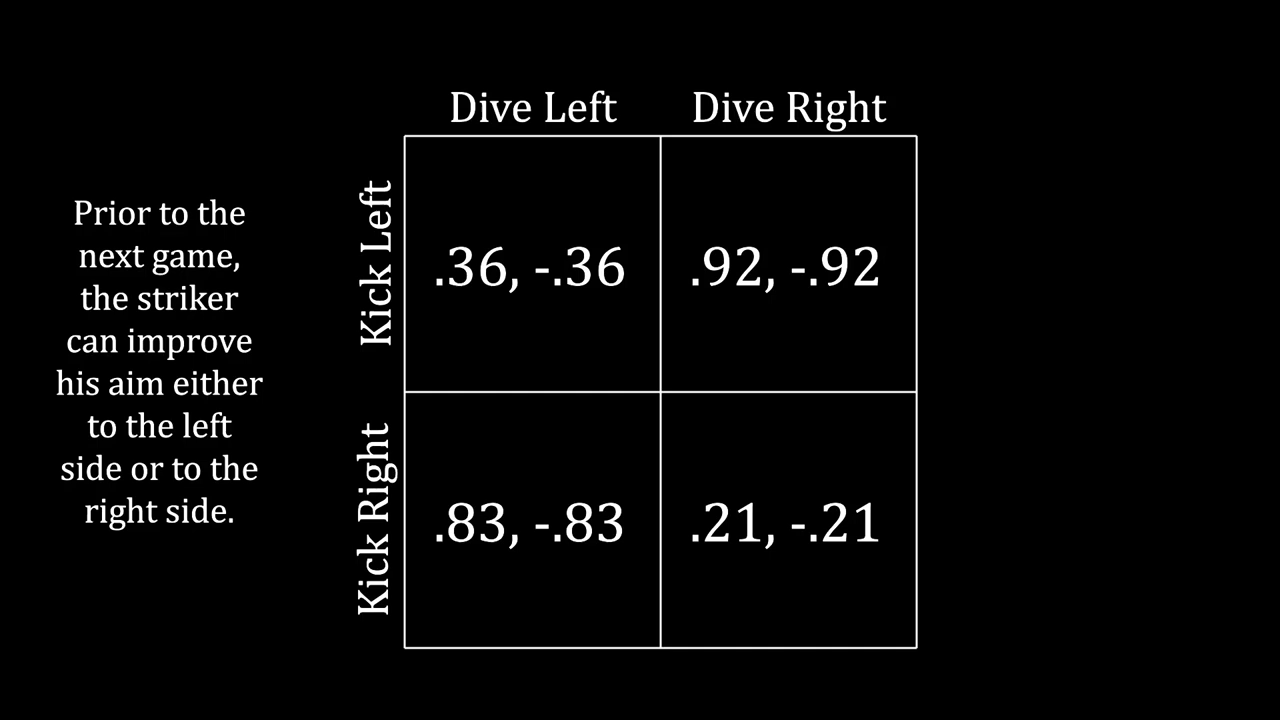 Dive Left Dive Right
Prior to the
next game,
the striker
can improve
his aim either
to the left
side or to the
right side.
Kick Left
.36, -.36 .92, -.92
Kick Right
.83, -.83 .21, -.21